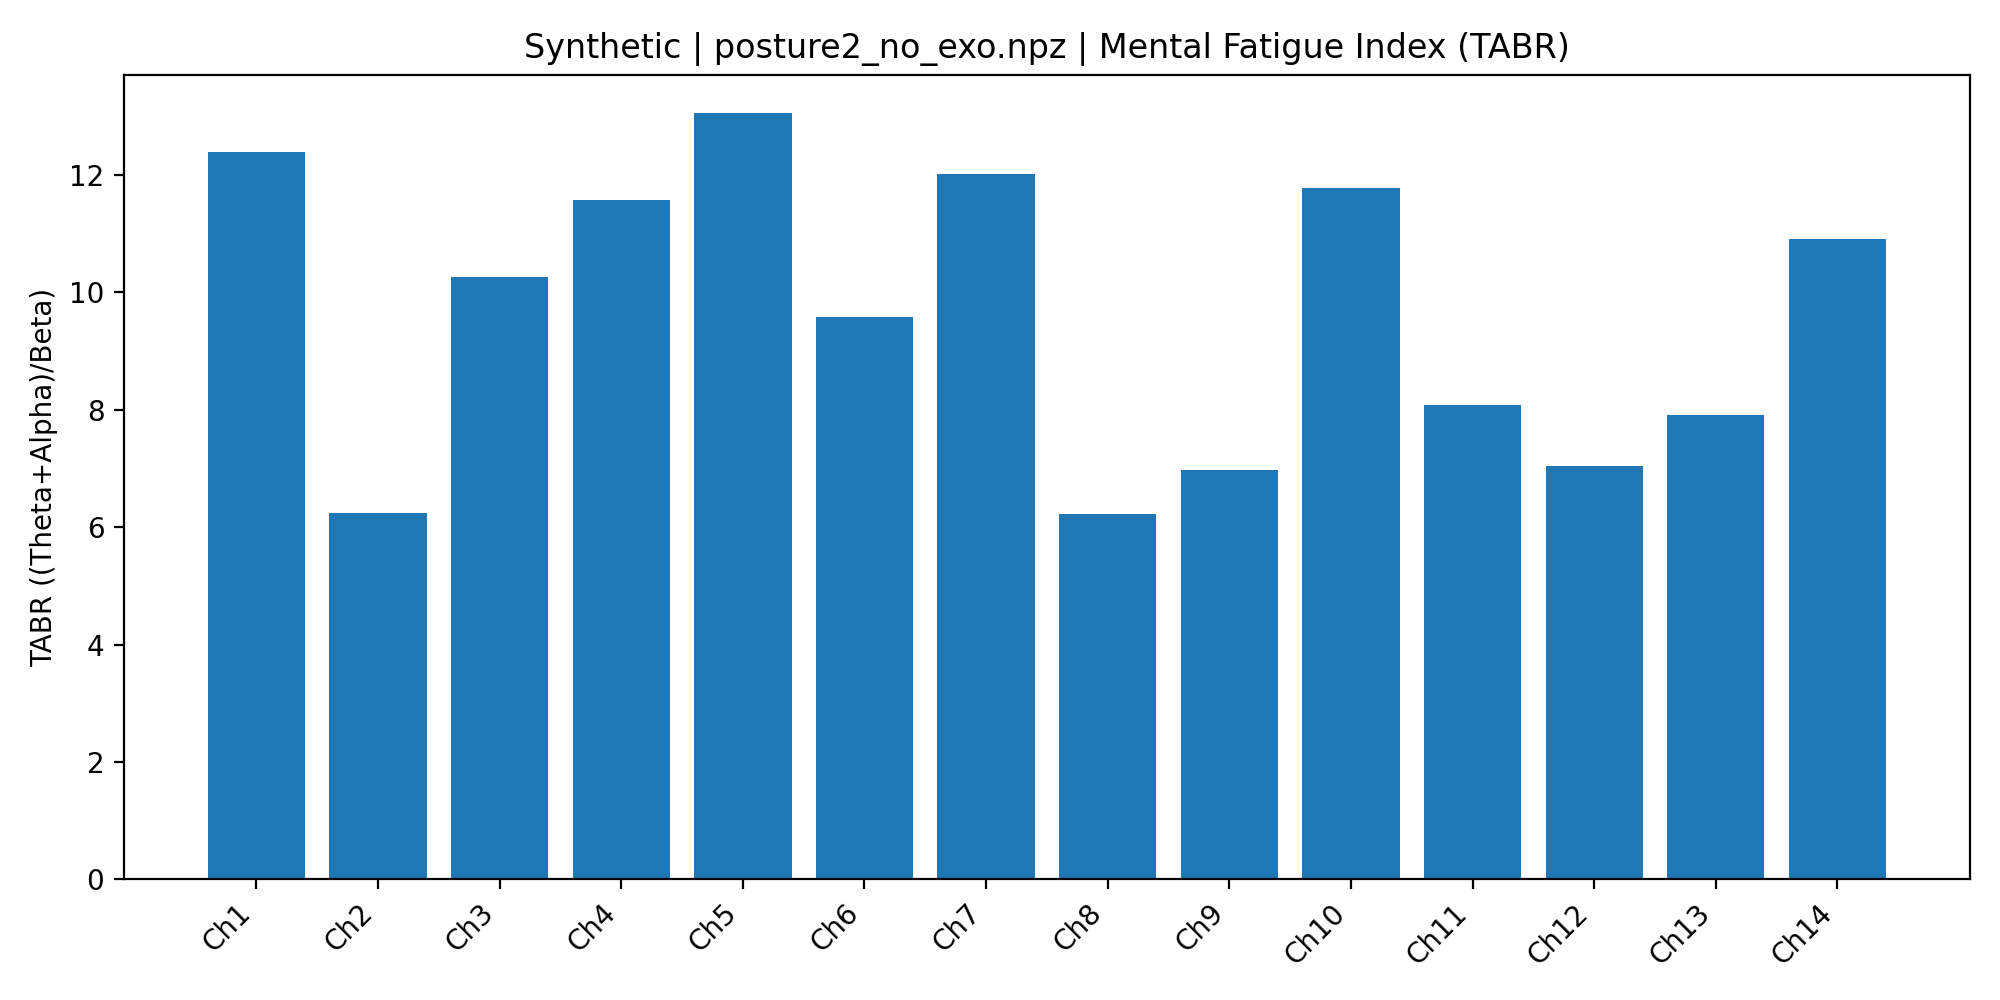 Synthetic | posture2_no_exo.npz | Mental Fatigue Index (TABR)
TABR ((Theta+Alpha)/Beta)
12
10
8
6
4
2
0
Ch1
Ch2
Ch3
Ch4
Ch5
Ch6
Ch7
Ch8
Ch9
Ch10
Ch11
Ch12
Ch13
Ch14